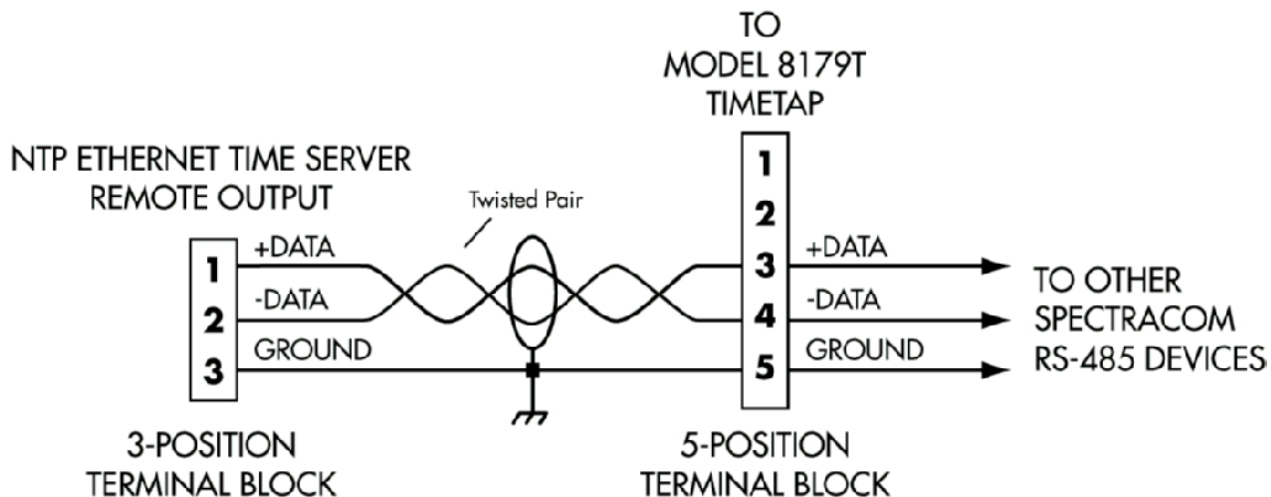 TO
MODEL 8179T
TIMETAP
NTP ETHERNET TIME SERVER
REMOTE OUTPUT
Twisted Pair
1
2
3
+DATA
-DATA
GROUND
1
2
3
4
5
+DATA
-DATA
GROUND
TO OTHER
SPECTRACOM
RS-485 DEVICES
3-POSITION
TERMINAL BLOCK
5-POSITION
TERMINAL BLOCK